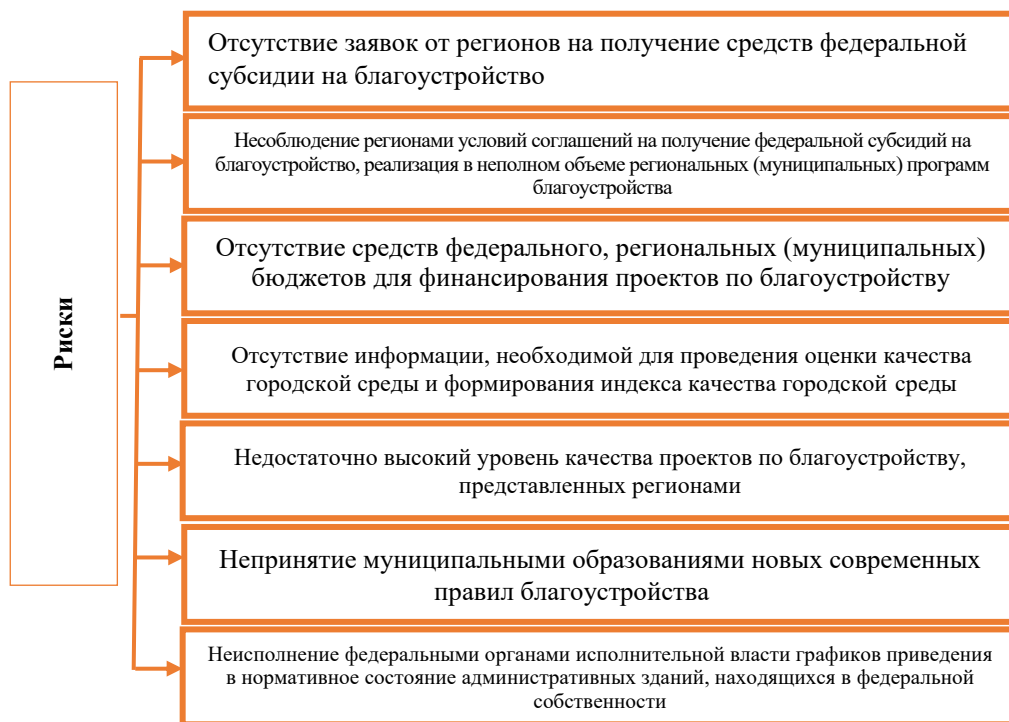 Риски
Отсутствие заявок от регионов на получение средств федеральной
субсидии на благоустройство
Несоблюдение регионами условий соглашений на получение федеральной субсидий на
благоустройство, реализация в неполном объеме региональных (муниципальных) программ
благоустройства
Отсутствие средств федерального, региональных (муниципальных)
бюджетов для финансирования проектов по благоустройству
Отсутствие информации, необходимой для проведения оценки качества
городской среды и формирования индекса качества городской среды
Недостаточно высокий уровень качества проектов по благоустройству,
представленных регионами
Непринятие муниципальными образованиями новых современных
правил благоустройства
Неисполнение федеральными органами исполнительной власти графиков приведения
в нормативное состояние административных зданий, находящихся в федеральной
собственности